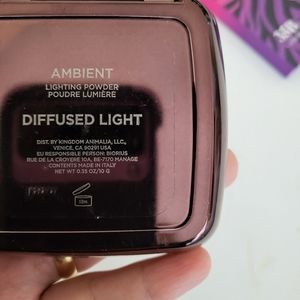 AMBIENT
LIGHTING POWDER
POUDRE LUMIÈRE
DIFFUSED LIGHT
DIST. BY KINGDOM ANIMALIA, LLC,
VENICE, CA 90291 USA
EU RESPONSIBLE PERSON: BIORIUS
RUE DE LA CROYERE 10A, BE-7170 MANAGE
CONTENTS MADE IN ITALY
NET WT 0.35 OZ/10 G
12M